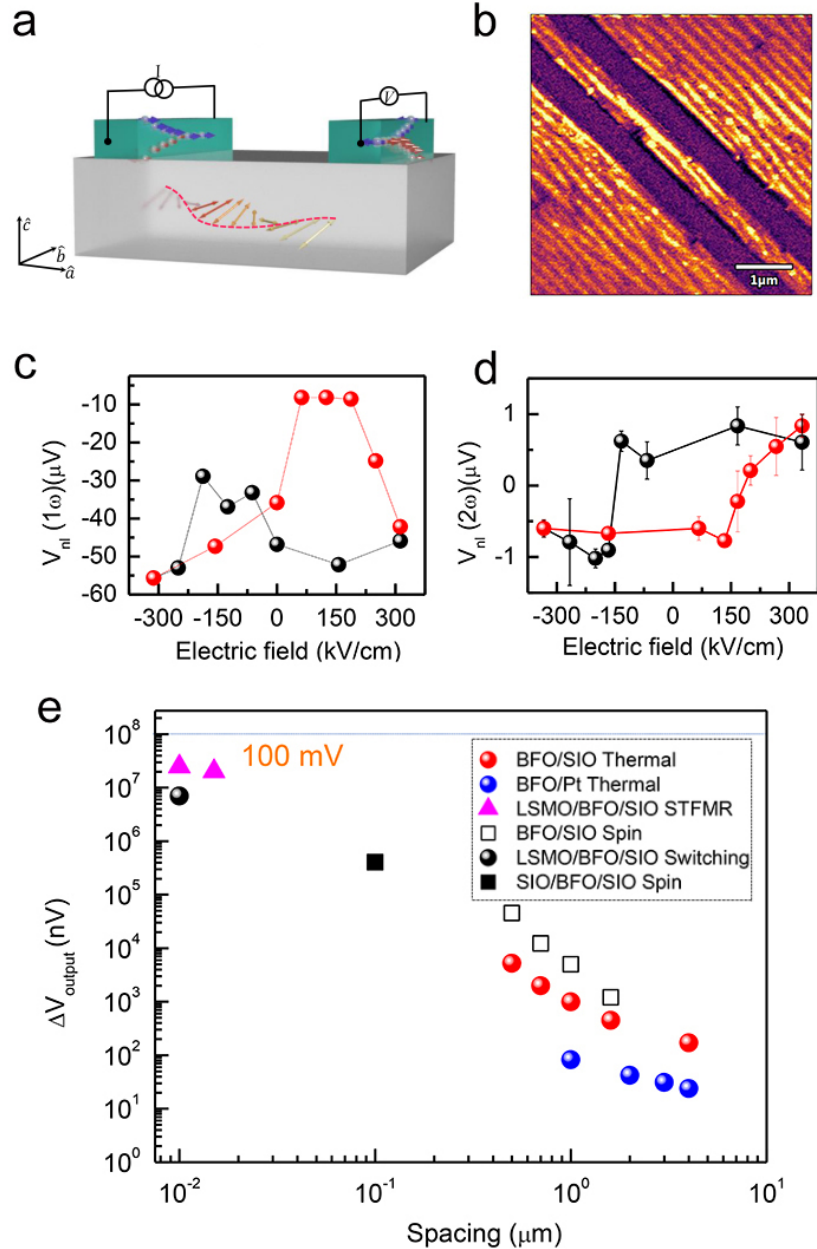 a
I
V
ĉ
b̂
â
b
1μm
c
V_nl (1ω)(μV)
-10
-20
-30
-40
-50
-60
-300 -150 0 150 300
Electric field (kV/cm)
d
V_nl (2ω)(μV)
1
0
-1
-300 -150 0 150 300
Electric field (kV/cm)
e
ΔV_output (nV)
10^8
10^7
10^6
10^5
10^4
10^3
10^2
10^1
10^0
100 mV
BFO/SIO Thermal
BFO/Pt Thermal
LSMO/BFO/SIO STFMR
BFO/SIO Spin
LSMO/BFO/SIO Switching
SIO/BFO/SIO Spin
10^-2 10^-1 10^0 10^1
Spacing (μm)